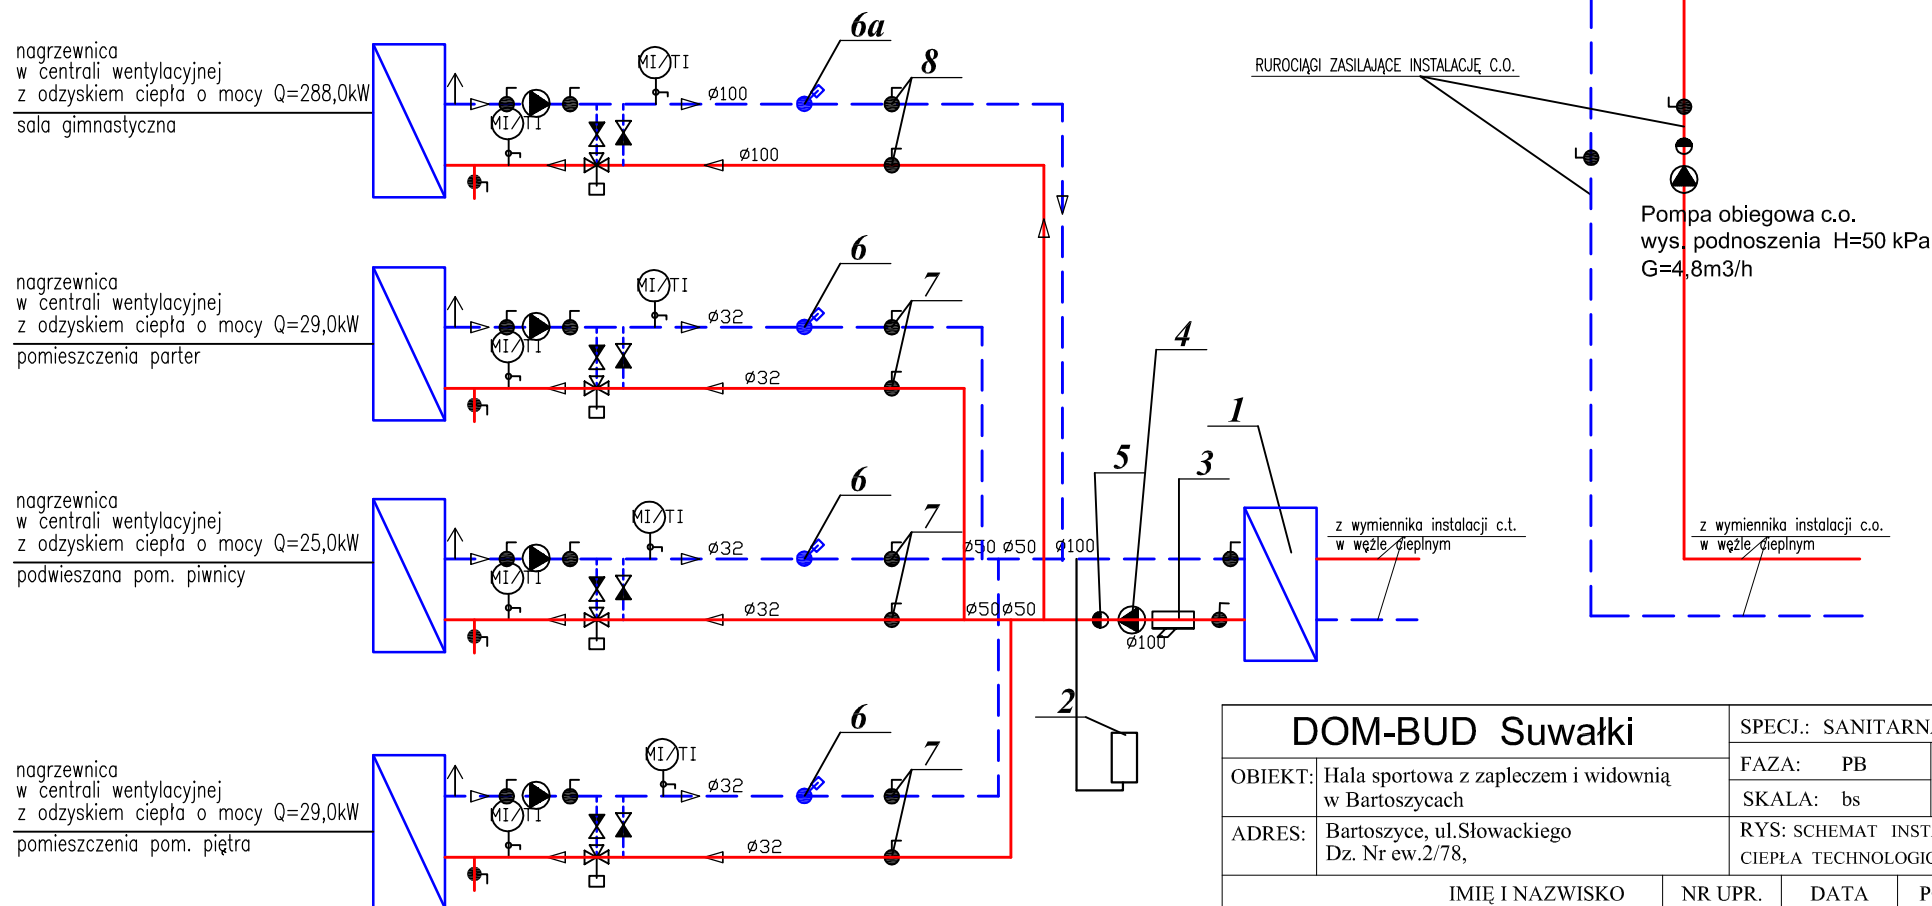 nagrzewnica
w centrali wentylacyjnej
z odzyskiem ciepła o mocy Q=288,0kW
sala gimnastyczna
MI/TI
MI/TI
ø100
ø100
6a
8
nagrzewnica
w centrali wentylacyjnej
z odzyskiem ciepła o mocy Q=29,0kW
pomieszczenia parter
MI/TI
MI/TI
ø32
ø32
6
7
nagrzewnica
w centrali wentylacyjnej
z odzyskiem ciepła o mocy Q=25,0kW
podwieszana pom. piwnicy
MI/TI
MI/TI
ø32
ø32
6
7
ø50 ø50 ø100
ø50 ø50
ø100
nagrzewnica
w centrali wentylacyjnej
z odzyskiem ciepła o mocy Q=29,0kW
pomieszczenia pom. piętra
MI/TI
MI/TI
ø32
ø32
6
7
4
5
3
1
2
RUROCIĄGI ZASILAJĄCE INSTALACJĘ C.O.
Pompa obiegowa c.o.
wys. podnoszenia H=50 kPa
G=4,8m3/h
z wymiennika instalacji c.t.
w węźle cieplnym
z wymiennika instalacji c.o.
w węźle cieplnym
DOM-BUD Suwałki
OBIEKT: Hala sportowa z zapleczem i widownią
w Bartoszycach
ADRES: Bartoszyce, ul.Słowackiego
Dz. Nr ew.2/78,
SPECJ.: SANITARN
FAZA: PB
SKALA: bs
RYS: SCHEMAT INST
CIEPŁA TECHNOLOGIC
IMIĘ I NAZWISKO NR UPR. DATA P